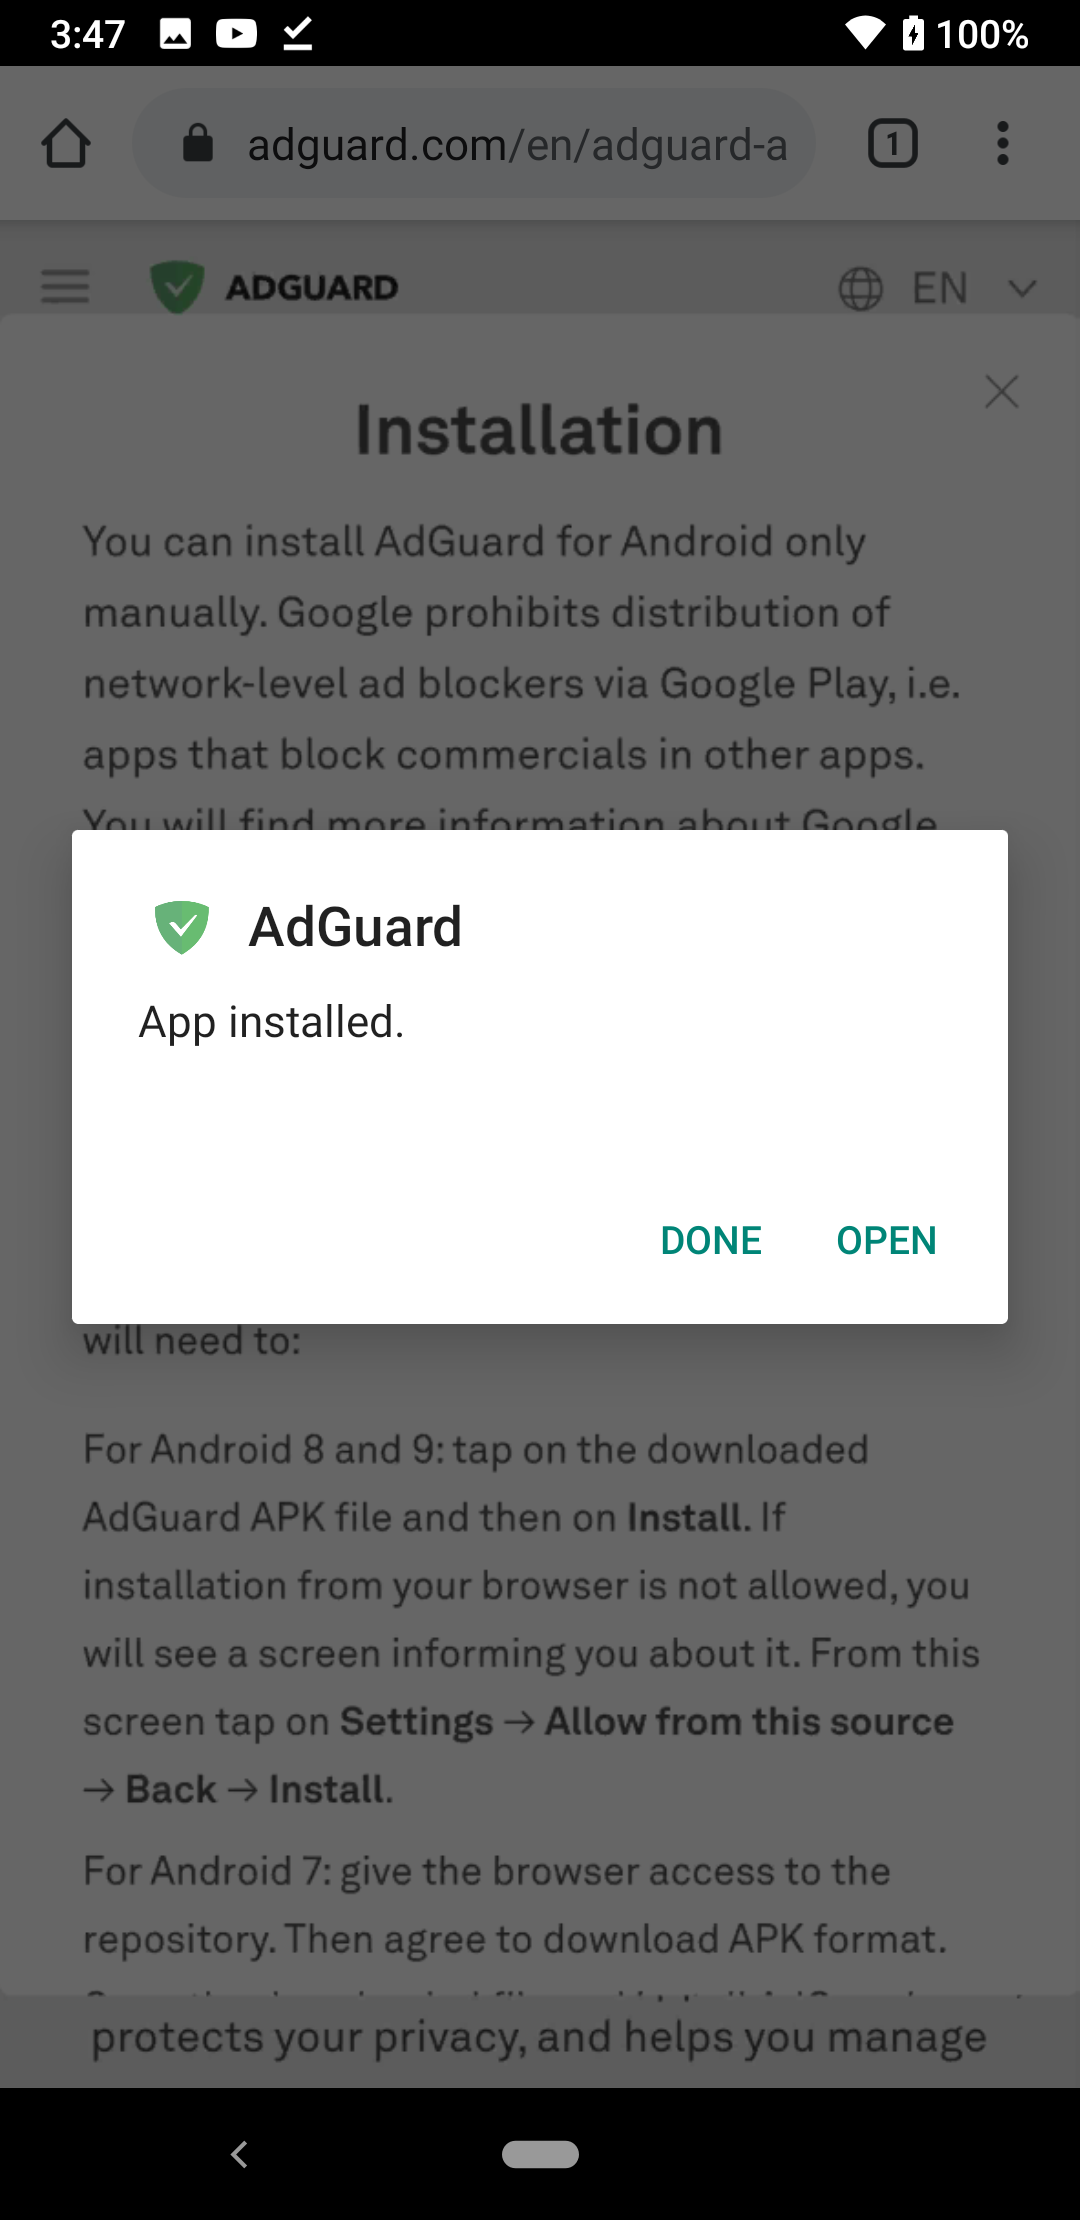 3:47
100%
adguard.com/en/adguard-a
1
ADGUARD
EN
Installation
You can install AdGuard for Android only
manually. Google prohibits distribution of
network-level ad blockers via Google Play, i.e.
apps that block commercials in other apps.
You will find more information about Google
AdGuard
App installed.
DONE OPEN
will need to:
For Android 8 and 9: tap on the downloaded
AdGuard APK file and then on Install. If
installation from your browser is not allowed, you
will see a screen informing you about it. From this
screen tap on Settings → Allow from this source
→ Back → Install.
For Android 7: give the browser access to the
repository. Then agree to download APK format.
protects your privacy, and helps you manage